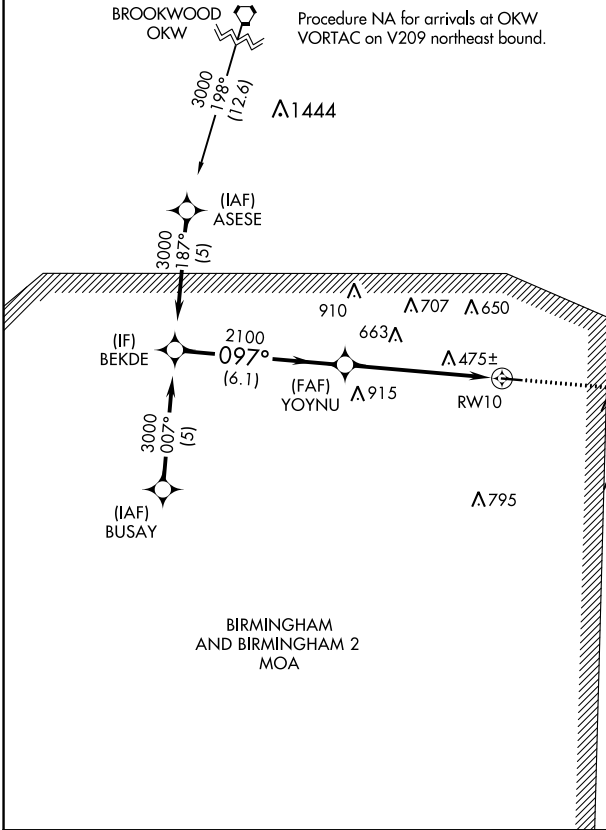 BROOKWOOD
OKW
Procedure NA for arrivals at OKW
VORTAC on V209 northeast bound.
3000
198°
(12.6)
1444
(IAF)
ASESE
3000
187°
(5)
910
707
650
663
(IF)
BEKDE
2100
097°
(6.1)
475±
(FAF)
YOYNU
915
RW10
3000
007°
(5)
(IAF)
BUSAY
795
BIRMINGHAM
AND BIRMINGHAM 2
MOA